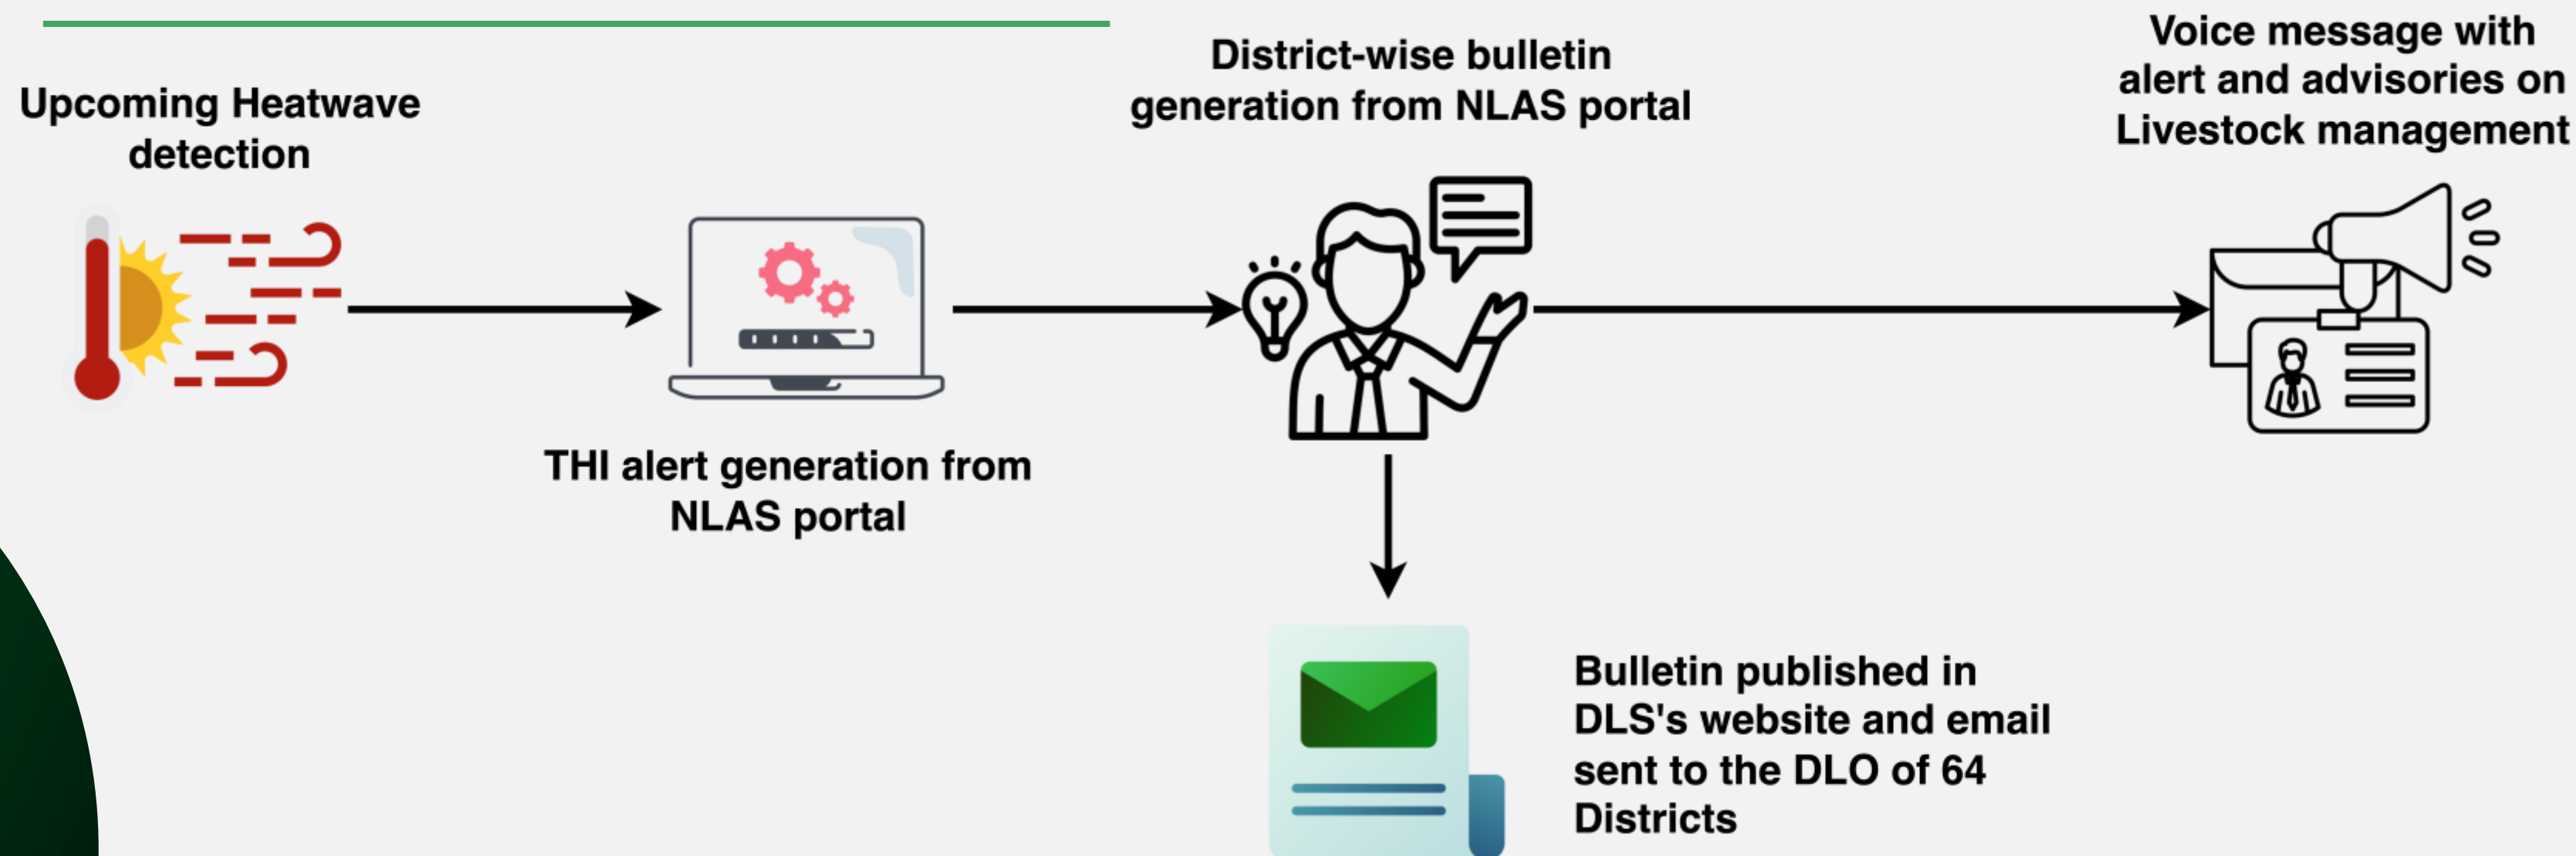 Upcoming Heatwave
detection
THI alert generation from
NLAS portal
District-wise bulletin
generation from NLAS portal
Bulletin published in
DLS's website and email
sent to the DLO of 64
Districts
Voice message with
alert and advisories on
Livestock management